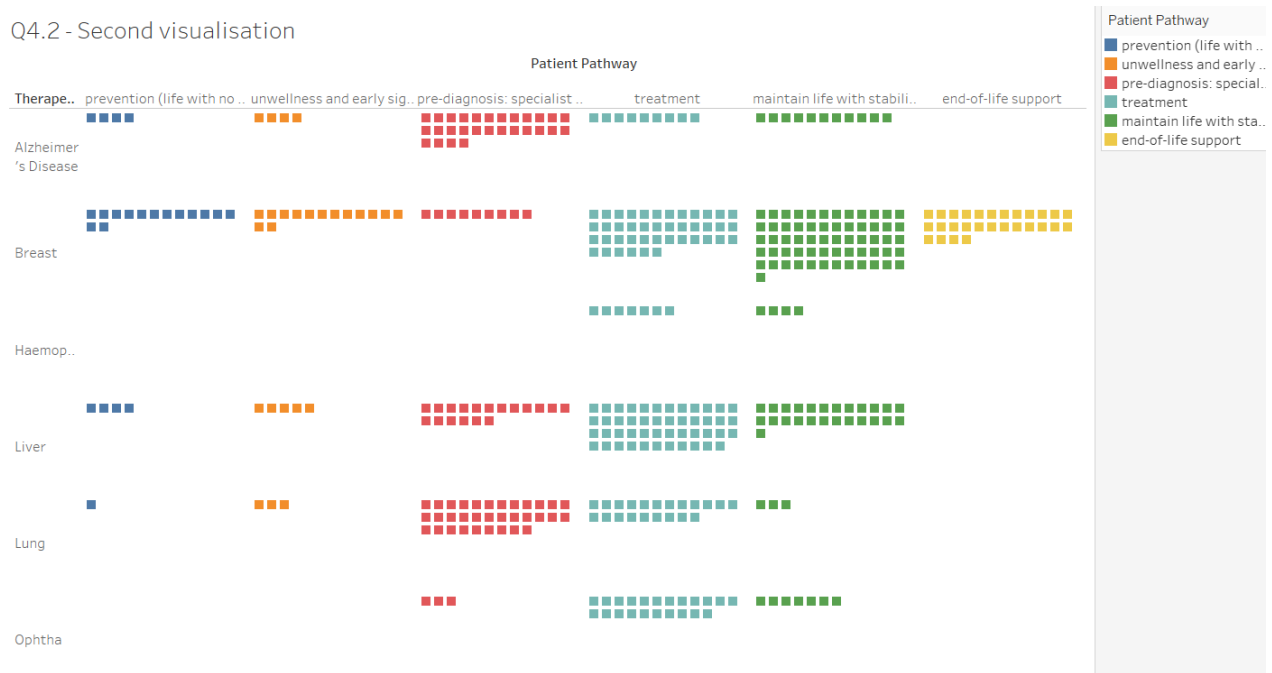 Q4.2 - Second visualisation
Patient Pathway
Therape.. prevention (life with no .. unwellness and early sig.. pre-diagnosis: specialist .. treatment maintain life with stabili.. end-of-life support
Alzheimer
's Disease
Breast
Haemop..
Liver
Lung
Ophtha
Patient Pathway
prevention (life with ..
unwellness and early ..
pre-diagnosis: special..
treatment
maintain life with sta..
end-of-life support